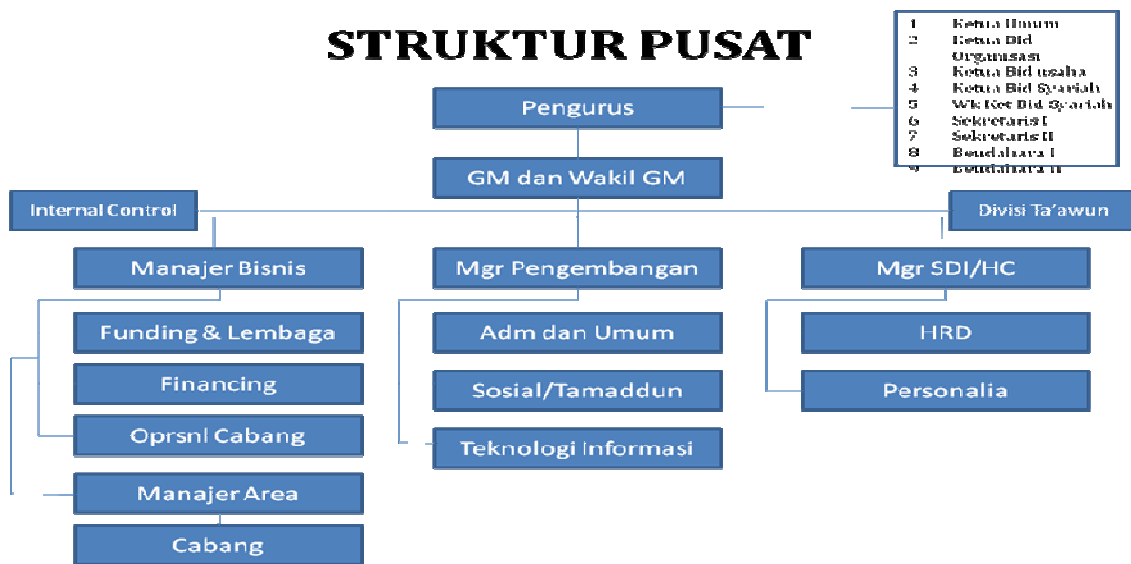 STRUKTUR PUSAT
1 Ketua Umum
2 Ketua Bid
Organisasi
3 Ketua Bid usaha
4 Ketua Bid Syariah
5 Wk Ket Bid Syariah
6 Sekretaris I
7 Sekretaris II
8 Bendahara I
9 Bendahara II
Pengurus
GM dan Wakil GM
Internal Control
Divisi Ta’awun
Manajer Bisnis
Mgr Pengembangan
Mgr SDI/HC
Funding & Lembaga
Adm dan Umum
HRD
Financing
Sosial/Tamaddun
Personalia
Oprsnl Cabang
Teknologi Informasi
Manajer Area
Cabang